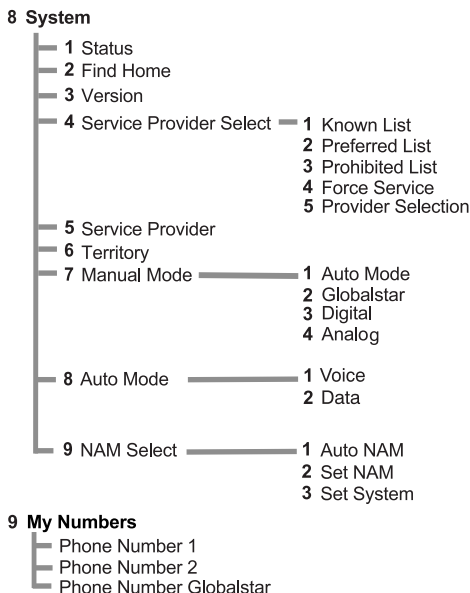 8 System
1 Status
2 Find Home
3 Version
4 Service Provider Select
1 Known List
2 Preferred List
3 Prohibited List
4 Force Service
5 Provider Selection
5 Service Provider
6 Territory
7 Manual Mode
1 Auto Mode
2 Globalstar
3 Digital
4 Analog
8 Auto Mode
1 Voice
2 Data
9 NAM Select
1 Auto NAM
2 Set NAM
3 Set System
9 My Numbers
Phone Number 1
Phone Number 2
Phone Number Globalstar